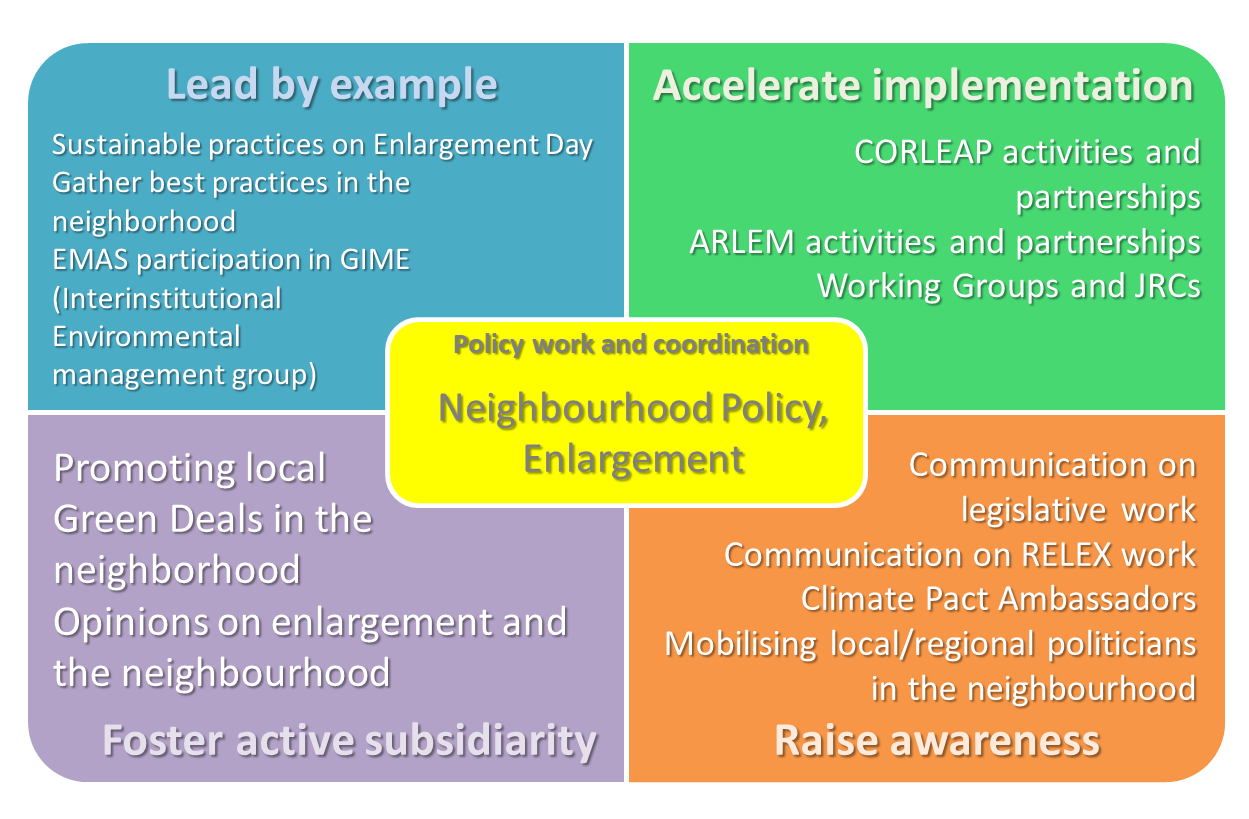 Lead by example
Sustainable practices on Enlargement Day
Gather best practices in the
neighborhood
EMAS participation in GIME
(Interinstitutional
Environmental
management group)
Accelerate implementation
CORLEAP activities and
partnerships
ARLEM activities and partnerships
Working Groups and JRCs
Policy work and coordination
Neighbourhood Policy,
Enlargement
Promoting local
Green Deals in the
neighborhood
Opinions on enlargement and
the neighbourhood
Foster active subsidiarity
Communication on
legislative work
Communication on RELEX work
Climate Pact Ambassadors
Mobilising local/regional politicians
in the neighbourhood
Raise awareness